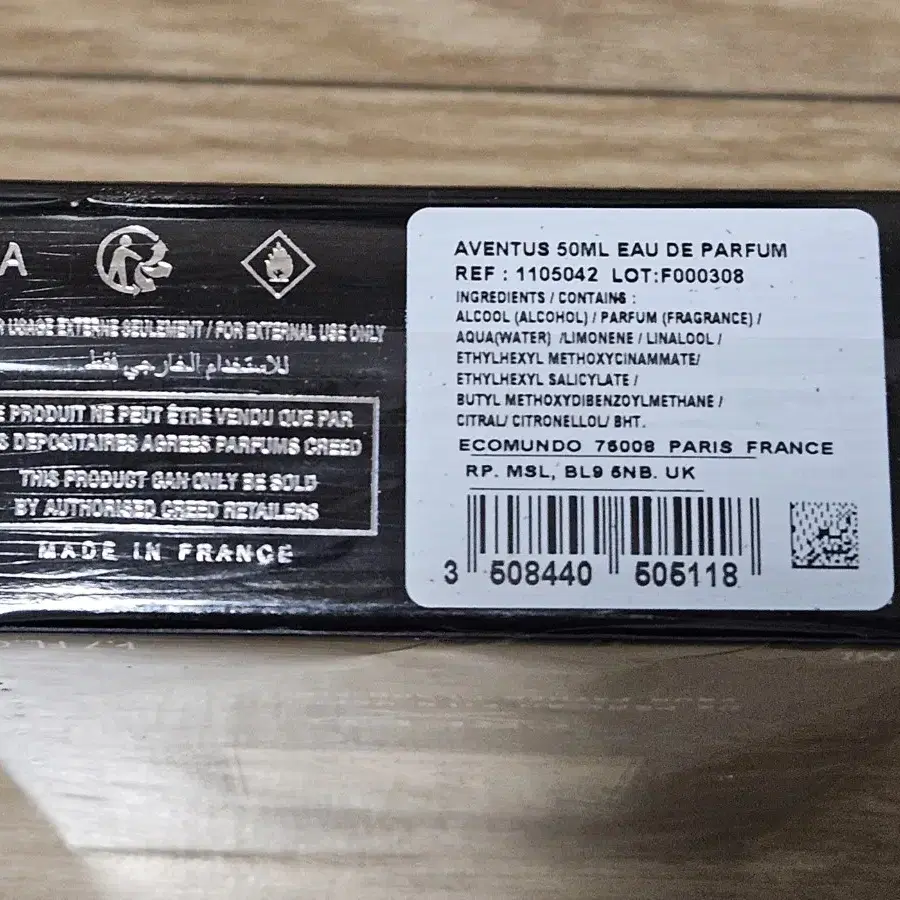 A
USAGE EXTERNE SEULEMENT / FOR EXTERNAL USE ONLY
للاستخدام الخارجي فقط
PRODUIT NE PEUT ÊTRE VENDU QUE PAR
DEPOSITAIRES AGREES PARFUMS CREED
THIS PRODUCT CAN ONLY BE SOLD
BY AUTHORISED CREED RETAILERS
MADE IN FRANCE
AVENTUS 50ML EAU DE PARFUM
REF : 1105042 LOT:F000308
INGREDIENTS / CONTAINS :
ALCOOL (ALCOHOL) / PARFUM (FRAGRANCE) /
AQUA(WATER) /LIMONENE / LINALOOL /
ETHYLHEXYL METHOXYCINAMMATE/
ETHYLHEXYL SALICYLATE /
BUTYL METHOXYDIBENZOYLMETHANE /
CITRAL/ CITRONELLOL/ BHT.
ECOMUNDO 75008 PARIS FRANCE
RP. MSL, BL9 5NB. UK
3 508440 505118